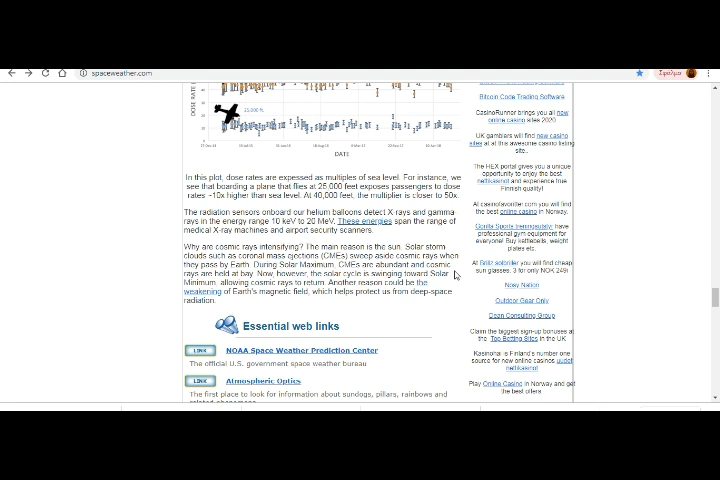 spaceweather.com
Σφάλμα
DOSE RATE
25,000 ft.
DATE
In this plot, dose rates are expressed as multiples of sea level. For instance, we
see that boarding a plane that flies at 25,000 feet exposes passengers to dose
rates ~10x higher than sea level. At 40,000 feet, the multiplier is closer to 50x.
The radiation sensors onboard our helium balloons detect X-rays and gamma-
rays in the energy range 10 keV to 20 MeV. These energies span the range of
medical X-ray machines and airport security scanners.
Why are cosmic rays intensifying? The main reason is the sun. Solar storm
clouds such as coronal mass ejections (CMEs) sweep aside cosmic rays when
they pass by Earth. During Solar Maximum, CMEs are abundant and cosmic
rays are held at bay. Now, however, the solar cycle is swinging toward Solar
Minimum, allowing cosmic rays to return. Another reason could be the
weakening of Earth's magnetic field, which helps protect us from deep-space
radiation.
Essential web links
LINK NOAA Space Weather Prediction Center
The official U.S. government space weather bureau
LINK Atmospheric Optics
The first place to look for information about sundogs, pillars, rainbows and
related phenomena.
Bitcoin Code Trading Software
CasinoRunner brings you all new
online casino sites 2020
UK gamblers will find new casino
sites at at this awesome casino listing
site..
The HEX portal gives you a unique
opportunity to enjoy the best
nettikasinot and experience true
Finnish quality!
At casinofavoritter.com you will find
the best online casino in Norway.
Gorilla Sports treningsutstyr have
professional gym equipment for
everyone! Buy kettlebells, weight
plates etc.
At Bolitz solbriller you will find cheap
sun glasses. 3 for only NOK 249!
Nosy Nation
Outdoor Gear Only
Dean Consulting Group
Claim the biggest sign-up bonuses at
the Top Betting Sites in the UK
Kasinohai is Finland's number one
source for new online casinos uudet
nettikasinot
Play Online Casino in Norway and get
the best offers